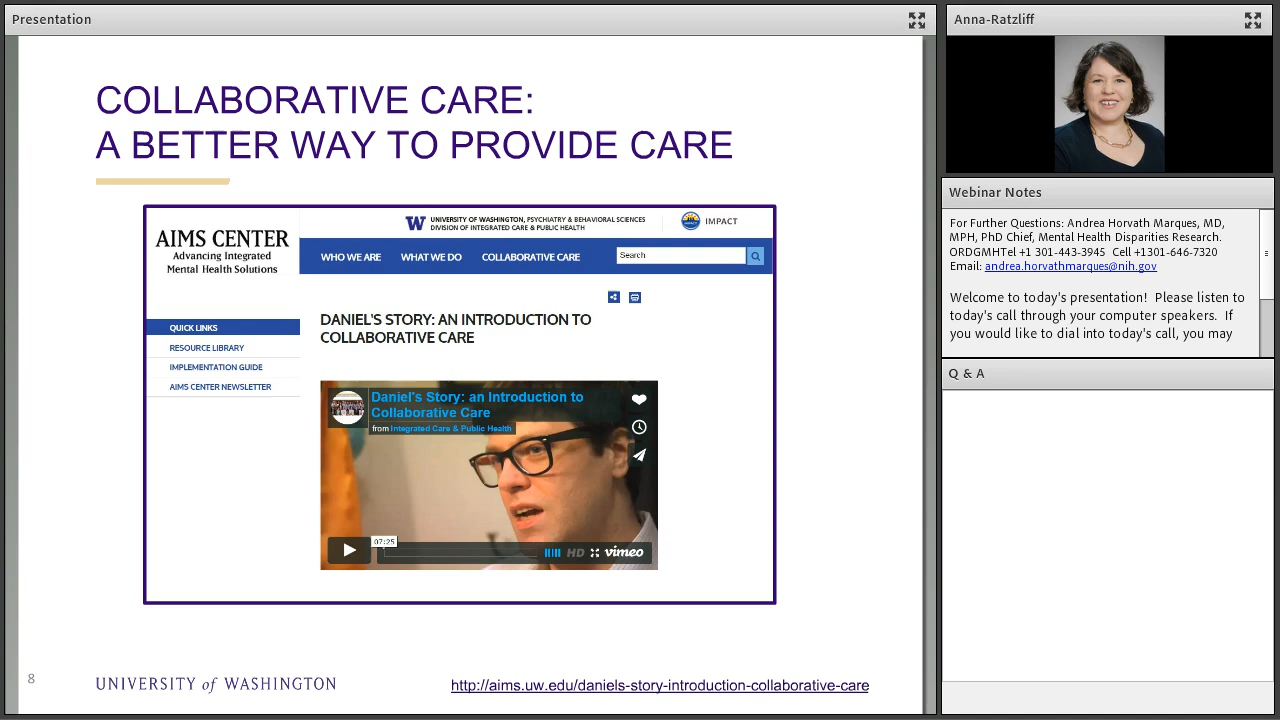 Presentation
COLLABORATIVE CARE:
A BETTER WAY TO PROVIDE CARE
AIMS CENTER
Advancing Integrated
Mental Health Solutions
W UNIVERSITY OF WASHINGTON, PSYCHIATRY & BEHAVIORAL SCIENCES
DIVISION OF INTEGRATED CARE & PUBLIC HEALTH
IMPACT
WHO WE ARE WHAT WE DO COLLABORATIVE CARE Search
QUICK LINKS
RESOURCE LIBRARY
IMPLEMENTATION GUIDE
AIMS CENTER NEWSLETTER
DANIEL'S STORY: AN INTRODUCTION TO
COLLABORATIVE CARE
Daniel's Story: an Introduction to
Collaborative Care
from Integrated Care & Public Health
07:25
HD vimeo
8
UNIVERSITY of WASHINGTON
http://aims.uw.edu/daniels-story-introduction-collaborative-care
Anna-Ratzliff
Webinar Notes
For Further Questions: Andrea Horvath Marques, MD,
MPH, PhD Chief, Mental Health Disparities Research.
ORDGMHTel +1 301-443-3945 Cell +1301-646-7320
Email: andrea.horvathmarques@nih.gov
Welcome to today's presentation! Please listen to
today's call through your computer speakers. If
you would like to dial into today's call, you may
Q & A